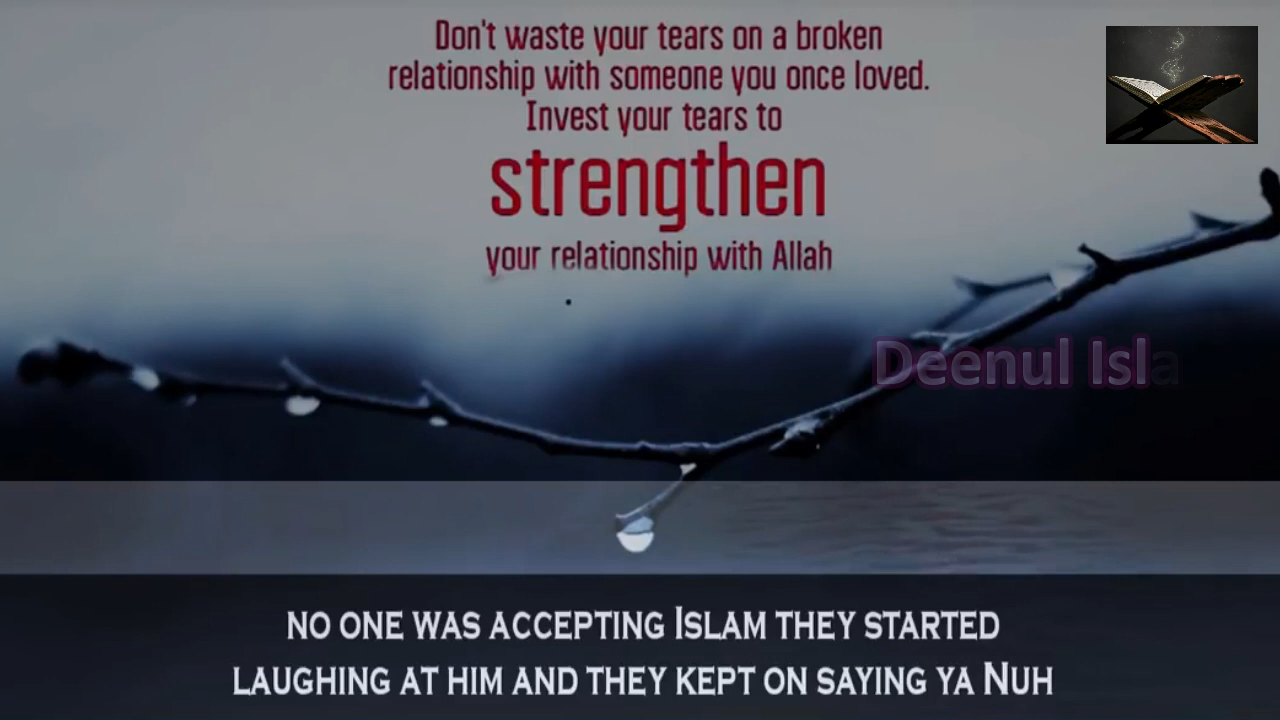 Don't waste your tears on a broken
relationship with someone you once loved.
Invest your tears to
strengthen
your relationship with Allah
Deenul Isla
NO ONE WAS ACCEPTING ISLAM THEY STARTED
LAUGHING AT HIM AND THEY KEPT ON SAYING YA NUH